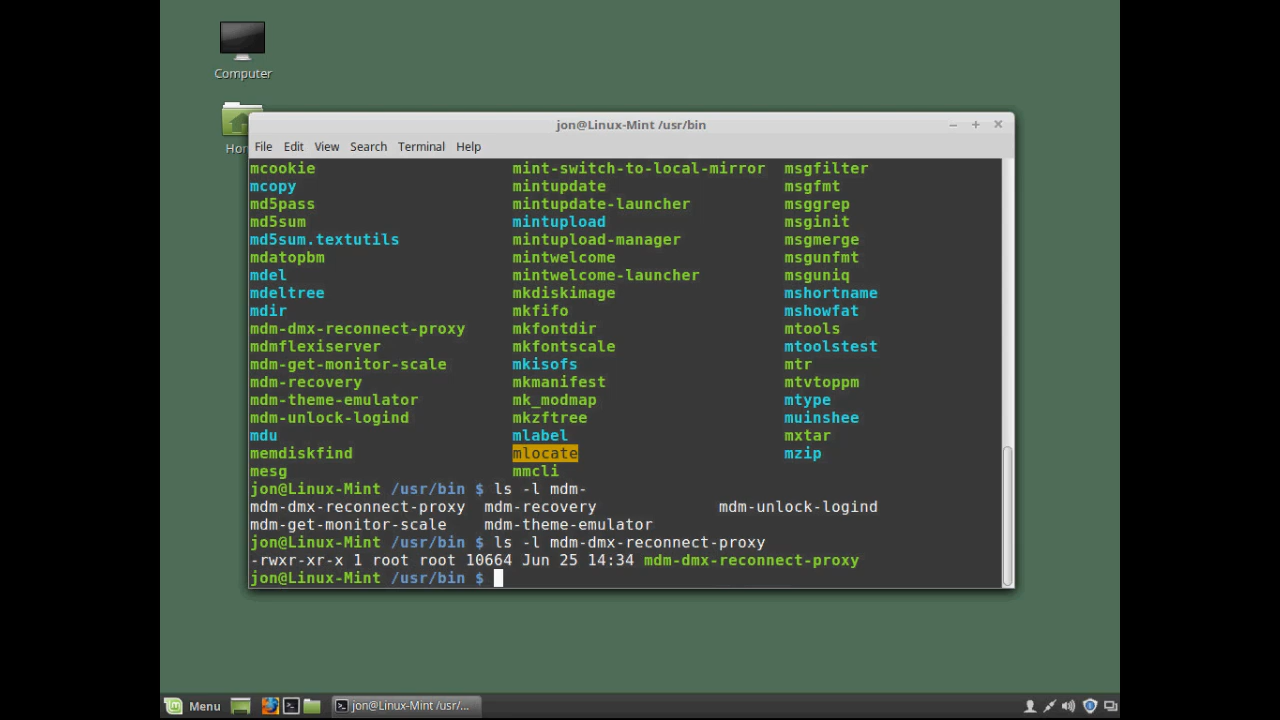 Computer
Hon
jon@Linux-Mint /usr/bin
File Edit View Search Terminal Help
mcookie mint-switch-to-local-mirror msgfilter
mcopy mintupdate msgfmt
md5pass mintupdate-launcher msggrep
md5sum mintupload msginit
md5sum.textutils mintupload-manager msgmerge
mdatopbm mintwelcome msgunfmt
mdel mintwelcome-launcher msguniq
mdeltree mkdiskimage mshortname
mdir mkfifo mshowfat
mdm-dmx-reconnect-proxy mkfontdir mtools
mdmflexiserver mkfontscale mtoolstest
mdm-get-monitor-scale mkisofs mtr
mdm-recovery mkmanifest mtvtoppm
mdm-theme-emulator mk_modmap mtype
mdm-unlock-logind mkzftree muinshee
mdu mlabel mxtar
memdiskfind mlocate mzip
mesg mmcli
jon@Linux-Mint /usr/bin $ ls -l mdm-
mdm-dmx-reconnect-proxy mdm-recovery mdm-unlock-logind
mdm-get-monitor-scale mdm-theme-emulator
jon@Linux-Mint /usr/bin $ ls -l mdm-dmx-reconnect-proxy
-rwxr-xr-x 1 root root 10664 Jun 25 14:34 mdm-dmx-reconnect-proxy
jon@Linux-Mint /usr/bin $
Menu jon@Linux-Mint /usr/...